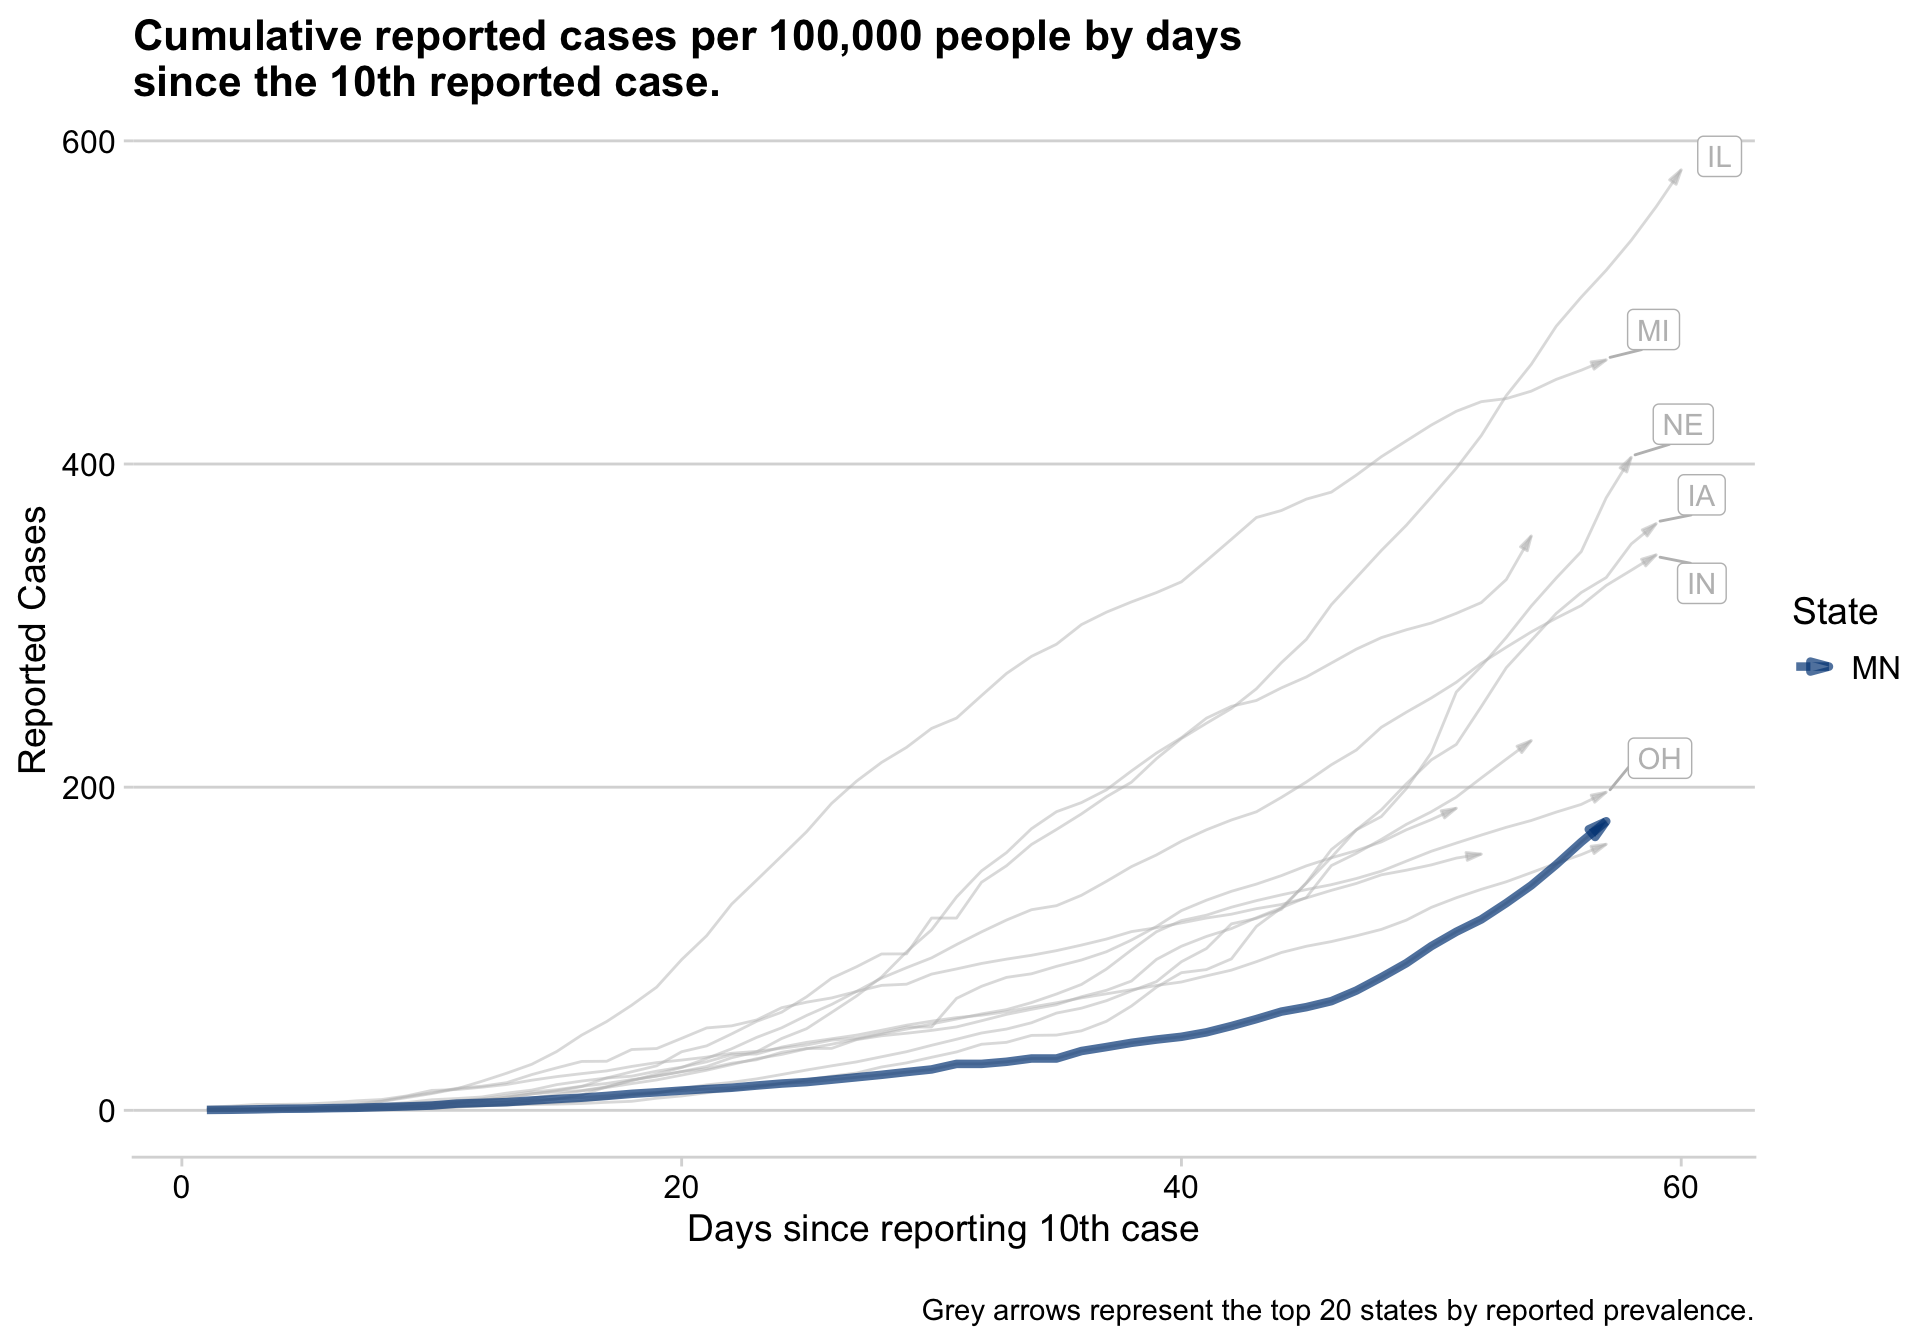 Cumulative reported cases per 100,000 people by days
since the 10th reported case.
600
400
200
0
Reported Cases
IL
MI
NE
IA
IN
OH
State
MN
0
20
40
60
Days since reporting 10th case
Grey arrows represent the top 20 states by reported prevalence.